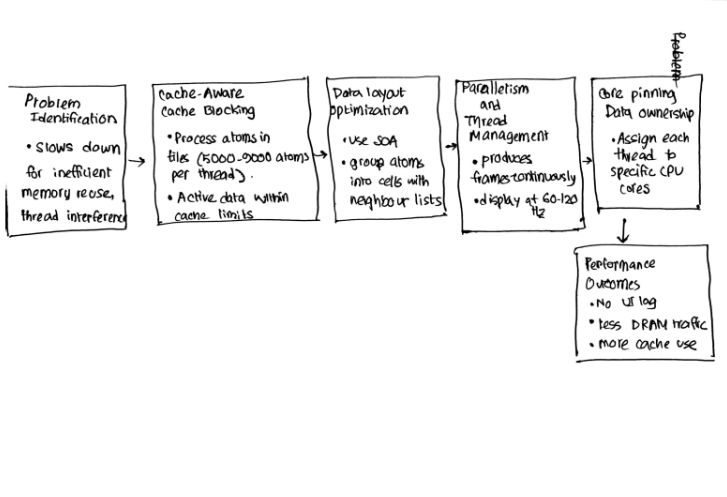 Problem
Problem
Identification
• Slows down
for inefficient
memory reuse,
thread interference
Cache-Aware
Cache Blocking
• Process atoms in
tiles (5000-9000 atoms
per thread).
• Active data within
cache limits
Data layout
optimization
• use SOA
• group atoms
into cells with
neighbour lists
Parallelism
and
Thread
Management
• produces
frames continuously
• display at 60-120
Hz
Core pinning
Data ownership
• Assign each
thread to
specific CPU
cores
Performance
Outcomes
• No UI lag
• less DRAM traffic
• more cache use